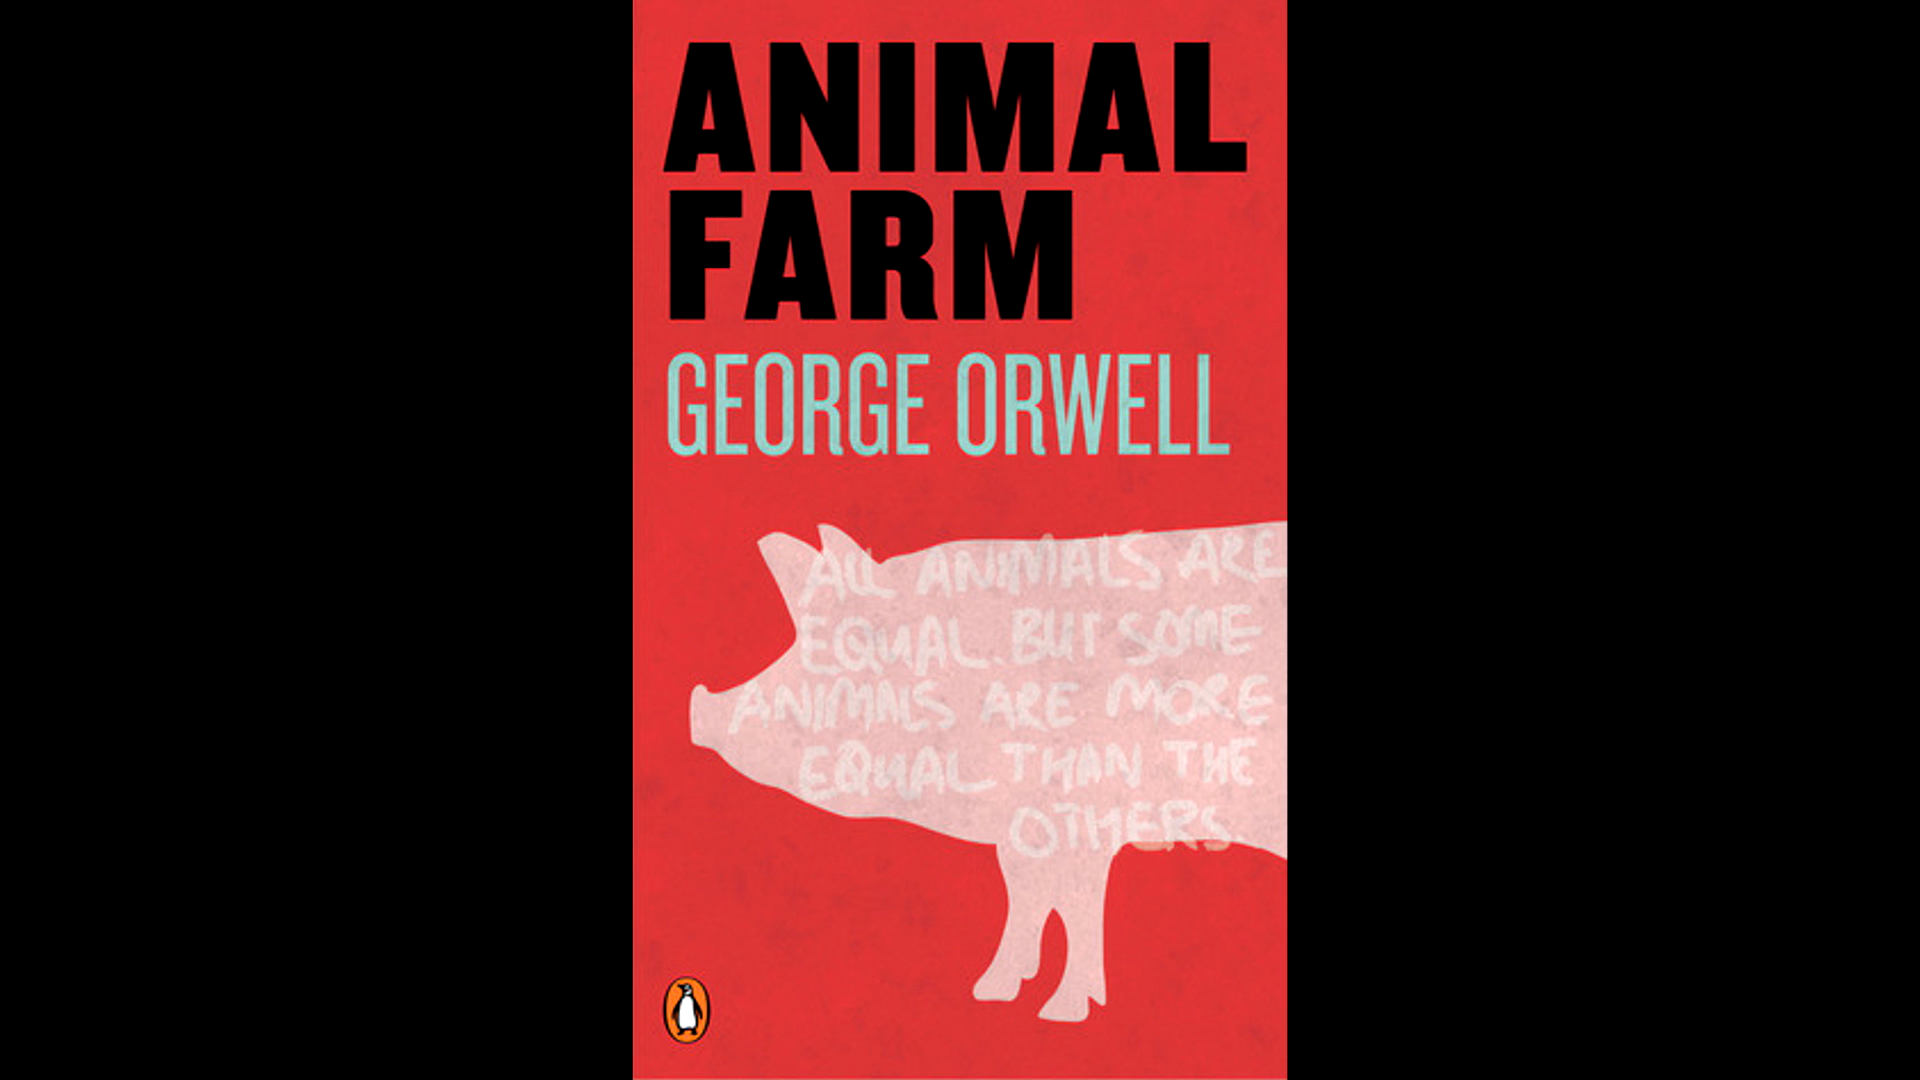 ANIMAL
FARM
GEORGE ORWELL
ALL ANIMALS ARE
EQUAL. BUT SOME
ANIMALS ARE MORE
EQUAL THAN THE
OTHERS.